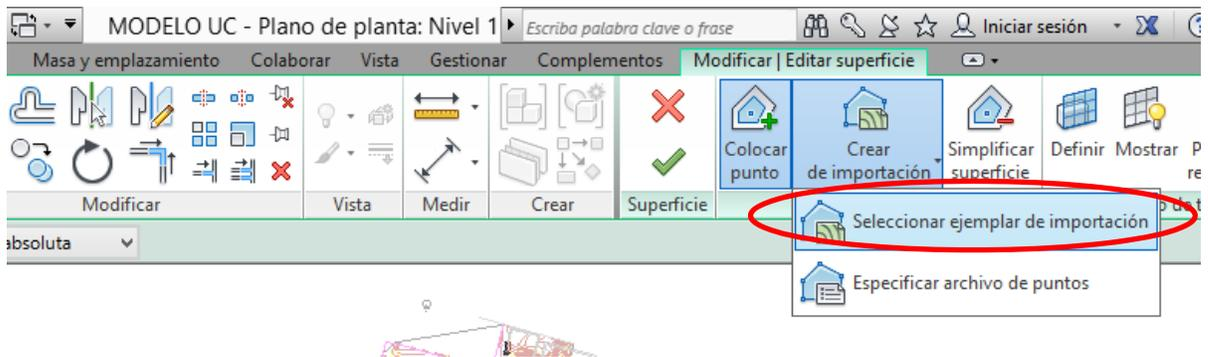 MODELO UC - Plano de planta: Nivel 1
Escriba palabra clave o frase
Iniciar sesión
Masa y emplazamiento Colaborar Vista Gestionar Complementos Modificar | Editar superficie
Colocar punto
Crear de importación
Simplificar superficie
Definir Mostrar
Modificar Vista Medir Crear Superficie
absoluta
Seleccionar ejemplar de importación
Especificar archivo de puntos